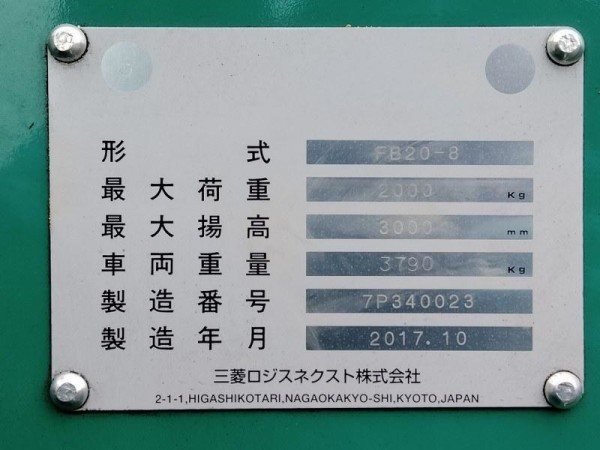 形式 FB20-8
最大荷重 2000 Kg
最大揚高 3000 mm
車両重量 3790 Kg
製造番号 7P340023
製造年月 2017.10
三菱ロジスネクスト株式会社
2-1-1,HIGASHIKOTARI,NAGAOKAKYO-SHI,KYOTO,JAPAN